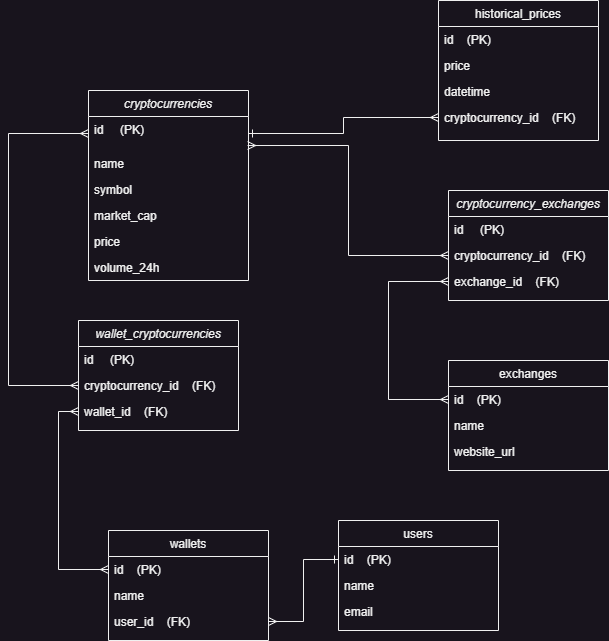 historical_prices
id (PK)
price
datetime
cryptocurrency_id (FK)
cryptocurrencies
id (PK)
name
symbol
market_cap
price
volume_24h
cryptocurrency_exchanges
id (PK)
cryptocurrency_id (FK)
exchange_id (FK)
wallet_cryptocurrencies
id (PK)
cryptocurrency_id (FK)
wallet_id (FK)
exchanges
id (PK)
name
website_url
wallets
id (PK)
name
user_id (FK)
users
id (PK)
name
email